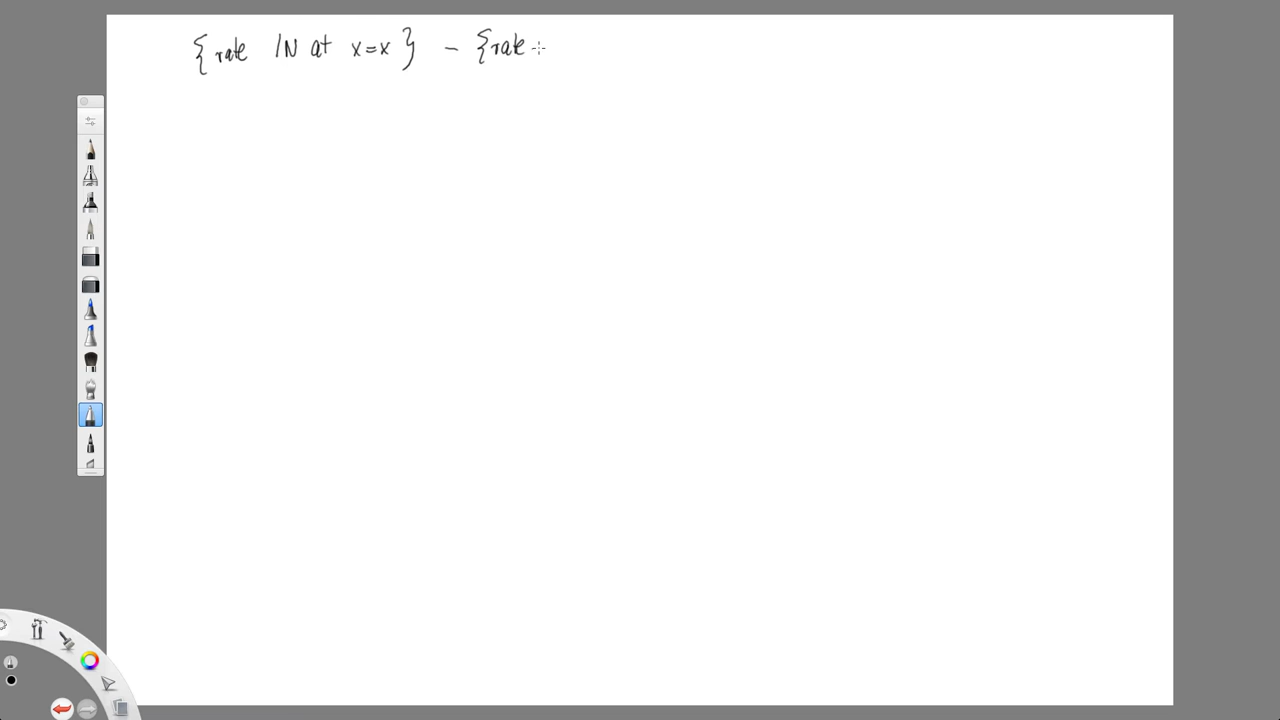 {rate IN at x=x} - {rate